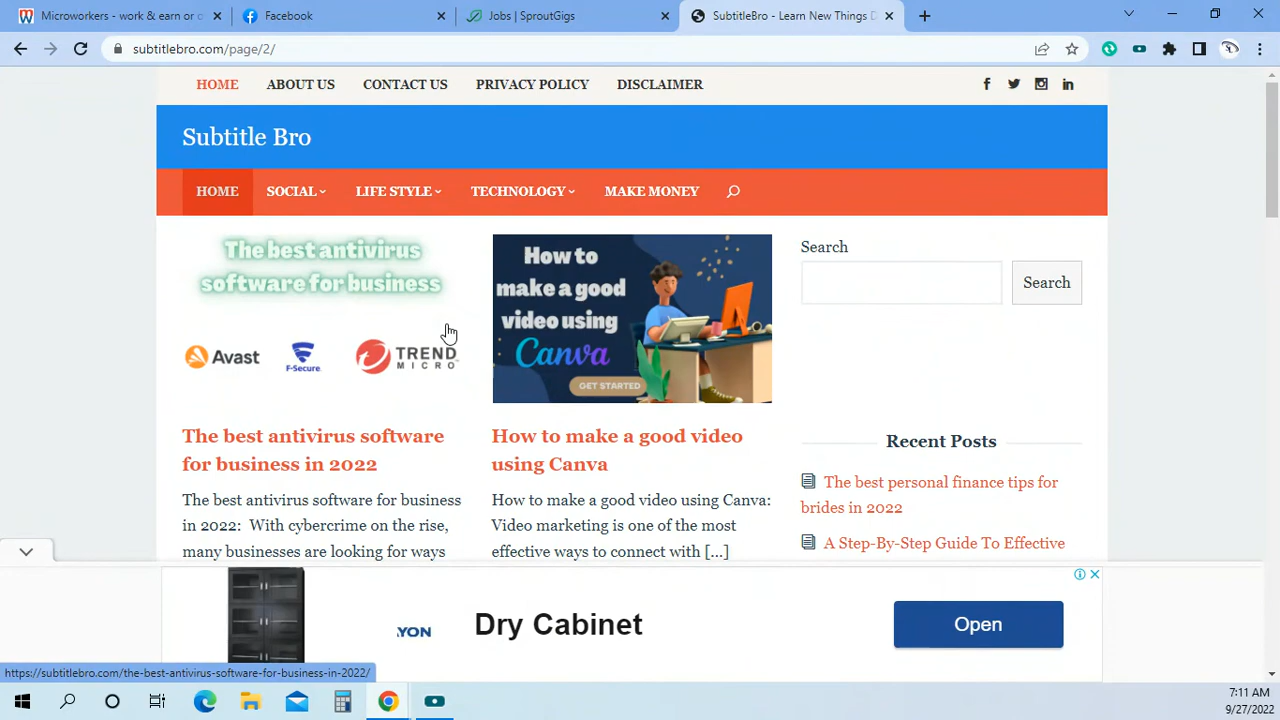 Microworkers - work & earn or o
Facebook
Jobs | SproutGigs
SubtitleBro - Learn New Things D
subtitlebro.com/page/2/
HOME ABOUT US CONTACT US PRIVACY POLICY DISCLAIMER
Subtitle Bro
HOME SOCIAL LIFE STYLE TECHNOLOGY MAKE MONEY
The best antivirus
software for business
Avast
F-Secure
TREND
MICRO
How to
make a good
video using
Canva
GET STARTED
Search
Search
The best antivirus software
for business in 2022
The best antivirus software for business
in 2022: With cybercrime on the rise,
many businesses are looking for ways
How to make a good video
using Canva
How to make a good video using Canva:
Video marketing is one of the most
effective ways to connect with [...]
Recent Posts
The best personal finance tips for
brides in 2022
A Step-By-Step Guide To Effective
YON
Dry Cabinet
Open
https://subtitlebro.com/the-best-antivirus-software-for-business-in-2022/
7:11 AM
9/27/2022